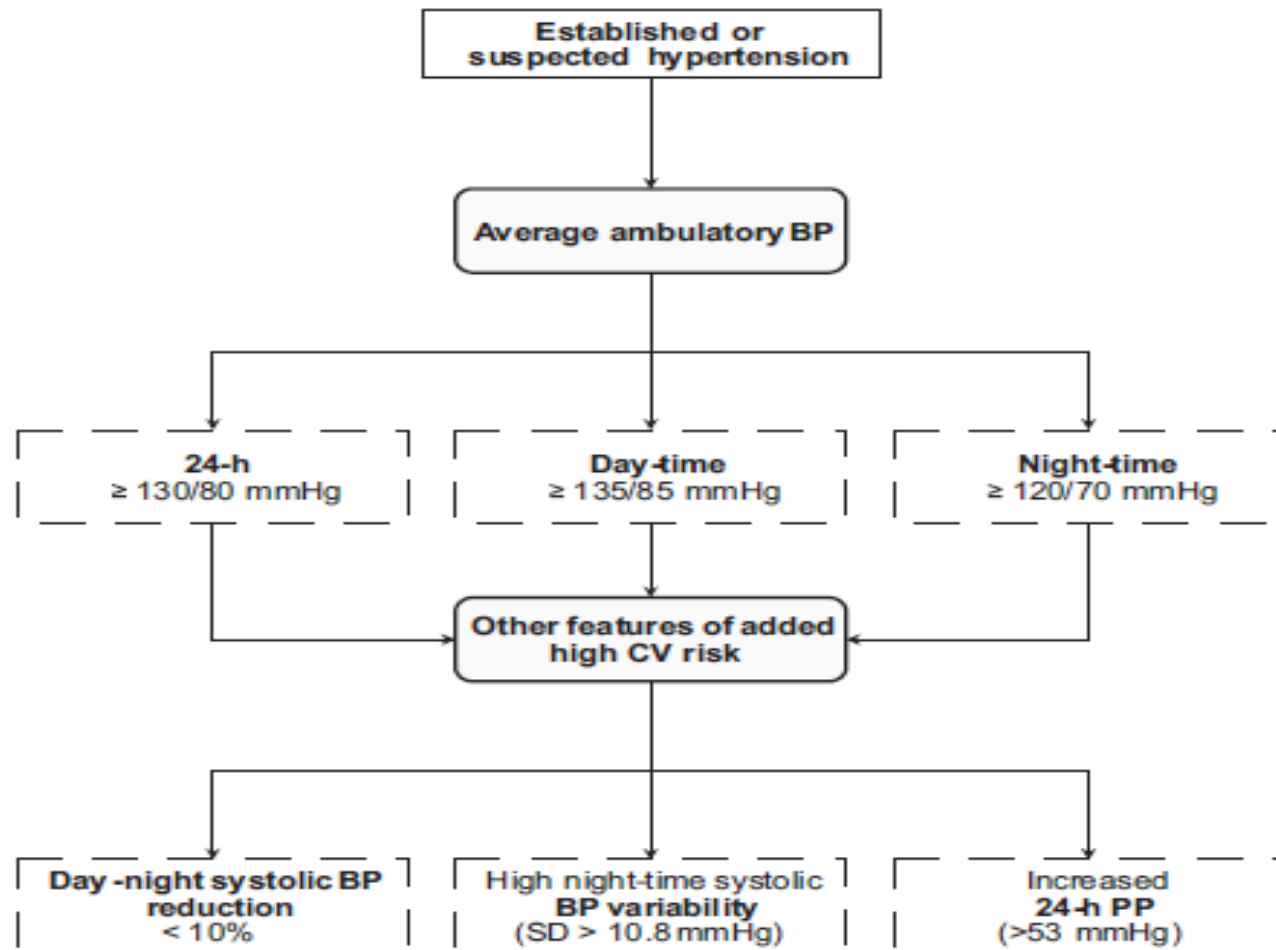 Established or
suspected hypertension
Average ambulatory BP
24-h
≥ 130/80 mmHg
Day-time
≥ 135/85 mmHg
Night-time
≥ 120/70 mmHg
Other features of added
high CV risk
Day-night systolic BP
reduction
< 10%
High night-time systolic
BP variability
(SD > 10.8 mmHg)
Increased
24-h PP
(>53 mmHg)